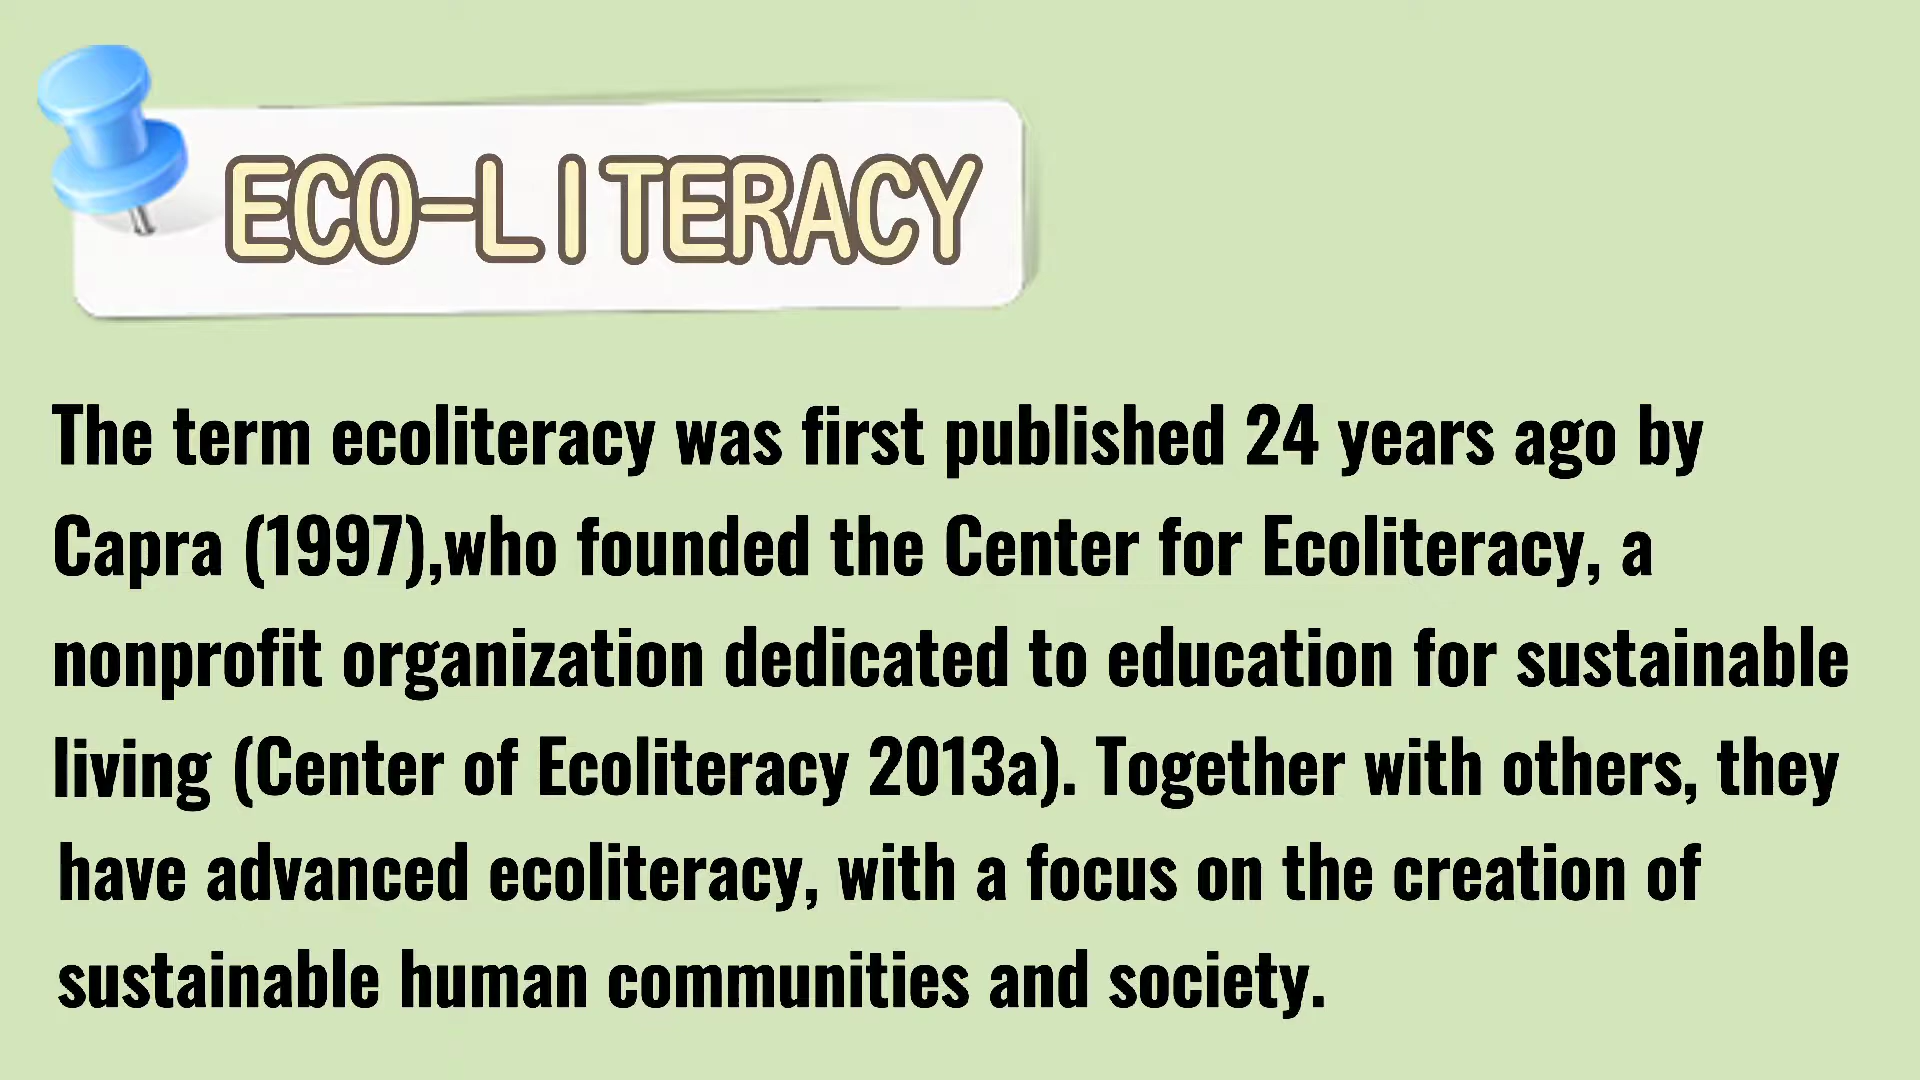 ECO-LITERACY
The term ecoliteracy was first published 24 years ago by
Capra (1997),who founded the Center for Ecoliteracy, a
nonprofit organization dedicated to education for sustainable
living (Center of Ecoliteracy 2013a). Together with others, they
have advanced ecoliteracy, with a focus on the creation of
sustainable human communities and society.